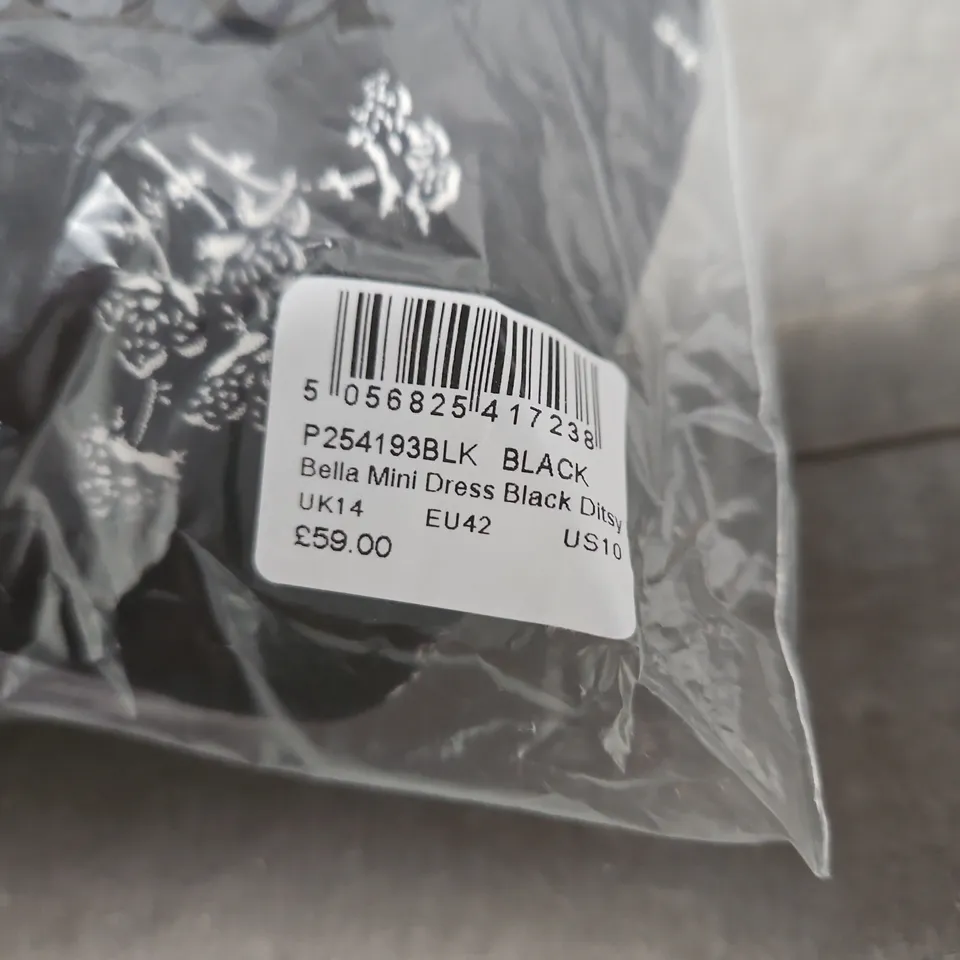 5 056825 417238
P254193BLK BLACK
Bella Mini Dress Black Ditsy
UK14 EU42 US10
£59.00